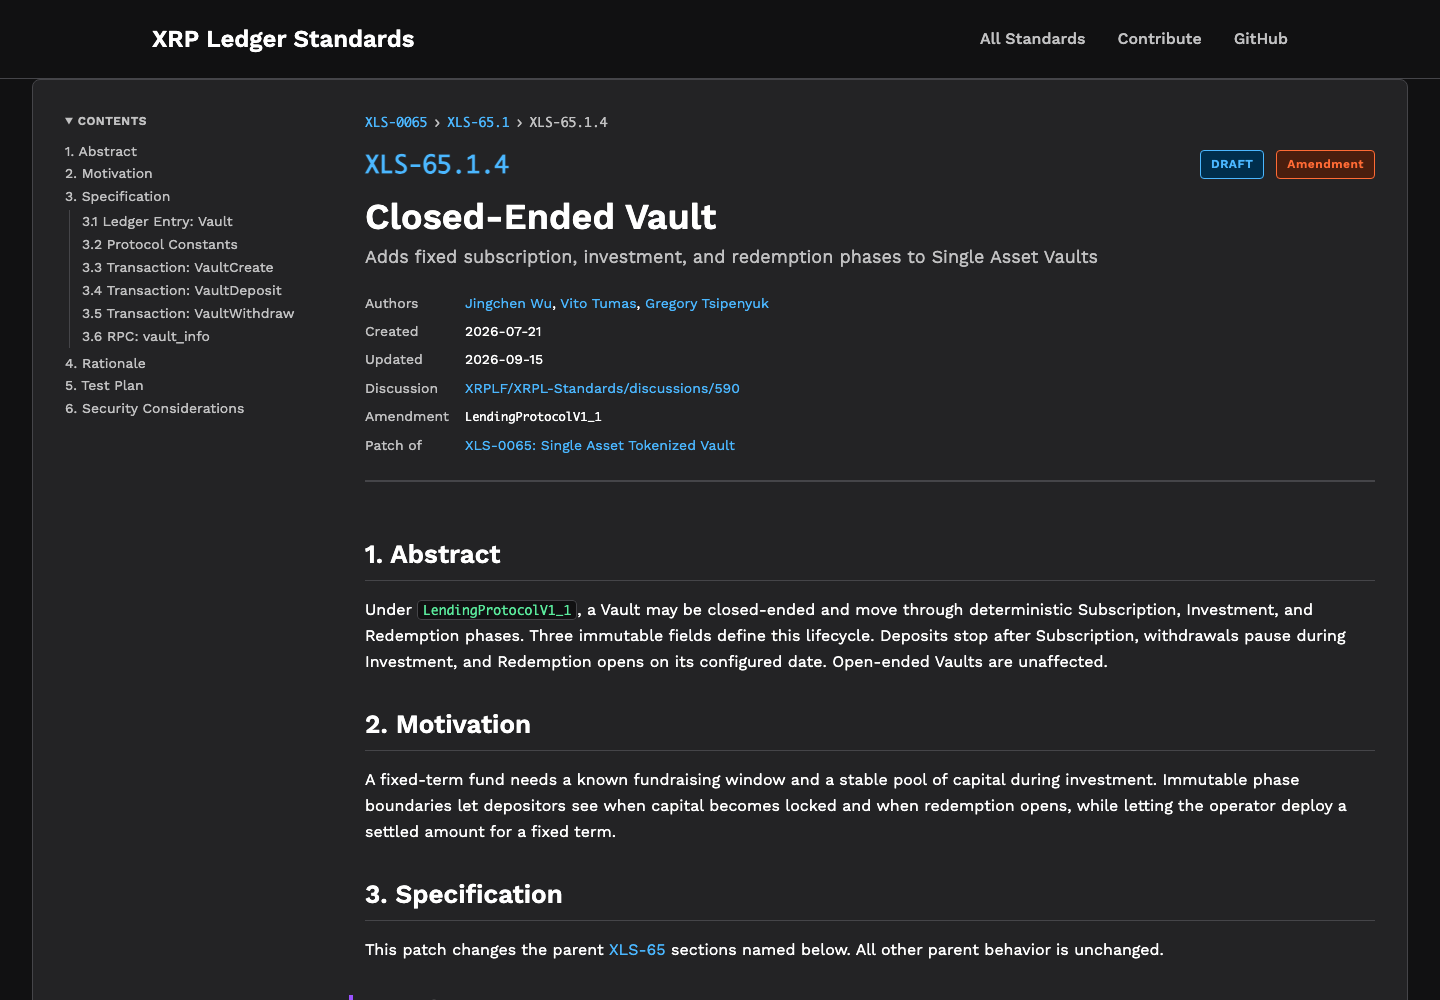 XRP Ledger Standards
All Standards
Contribute
GitHub
▼ CONTENTS
1. Abstract
2. Motivation
3. Specification
3.1 Ledger Entry: Vault
3.2 Protocol Constants
3.3 Transaction: VaultCreate
3.4 Transaction: VaultDeposit
3.5 Transaction: VaultWithdraw
3.6 RPC: vault_info
4. Rationale
5. Test Plan
6. Security Considerations
XLS-0065 › XLS-65.1 › XLS-65.1.4
XLS-65.1.4
DRAFT
Amendment
Closed-Ended Vault
Adds fixed subscription, investment, and redemption phases to Single Asset Vaults
Authors Jingchen Wu, Vito Tumas, Gregory Tsipenyuk
Created 2026-07-21
Updated 2026-09-15
Discussion XRPLF/XRPL-Standards/discussions/590
Amendment LendingProtocolV1_1
Patch of XLS-0065: Single Asset Tokenized Vault
1. Abstract
Under LendingProtocolV1_1, a Vault may be closed-ended and move through deterministic Subscription, Investment, and
Redemption phases. Three immutable fields define this lifecycle. Deposits stop after Subscription, withdrawals pause during
Investment, and Redemption opens on its configured date. Open-ended Vaults are unaffected.
2. Motivation
A fixed-term fund needs a known fundraising window and a stable pool of capital during investment. Immutable phase
boundaries let depositors see when capital becomes locked and when redemption opens, while letting the operator deploy a
settled amount for a fixed term.
3. Specification
This patch changes the parent XLS-65 sections named below. All other parent behavior is unchanged.